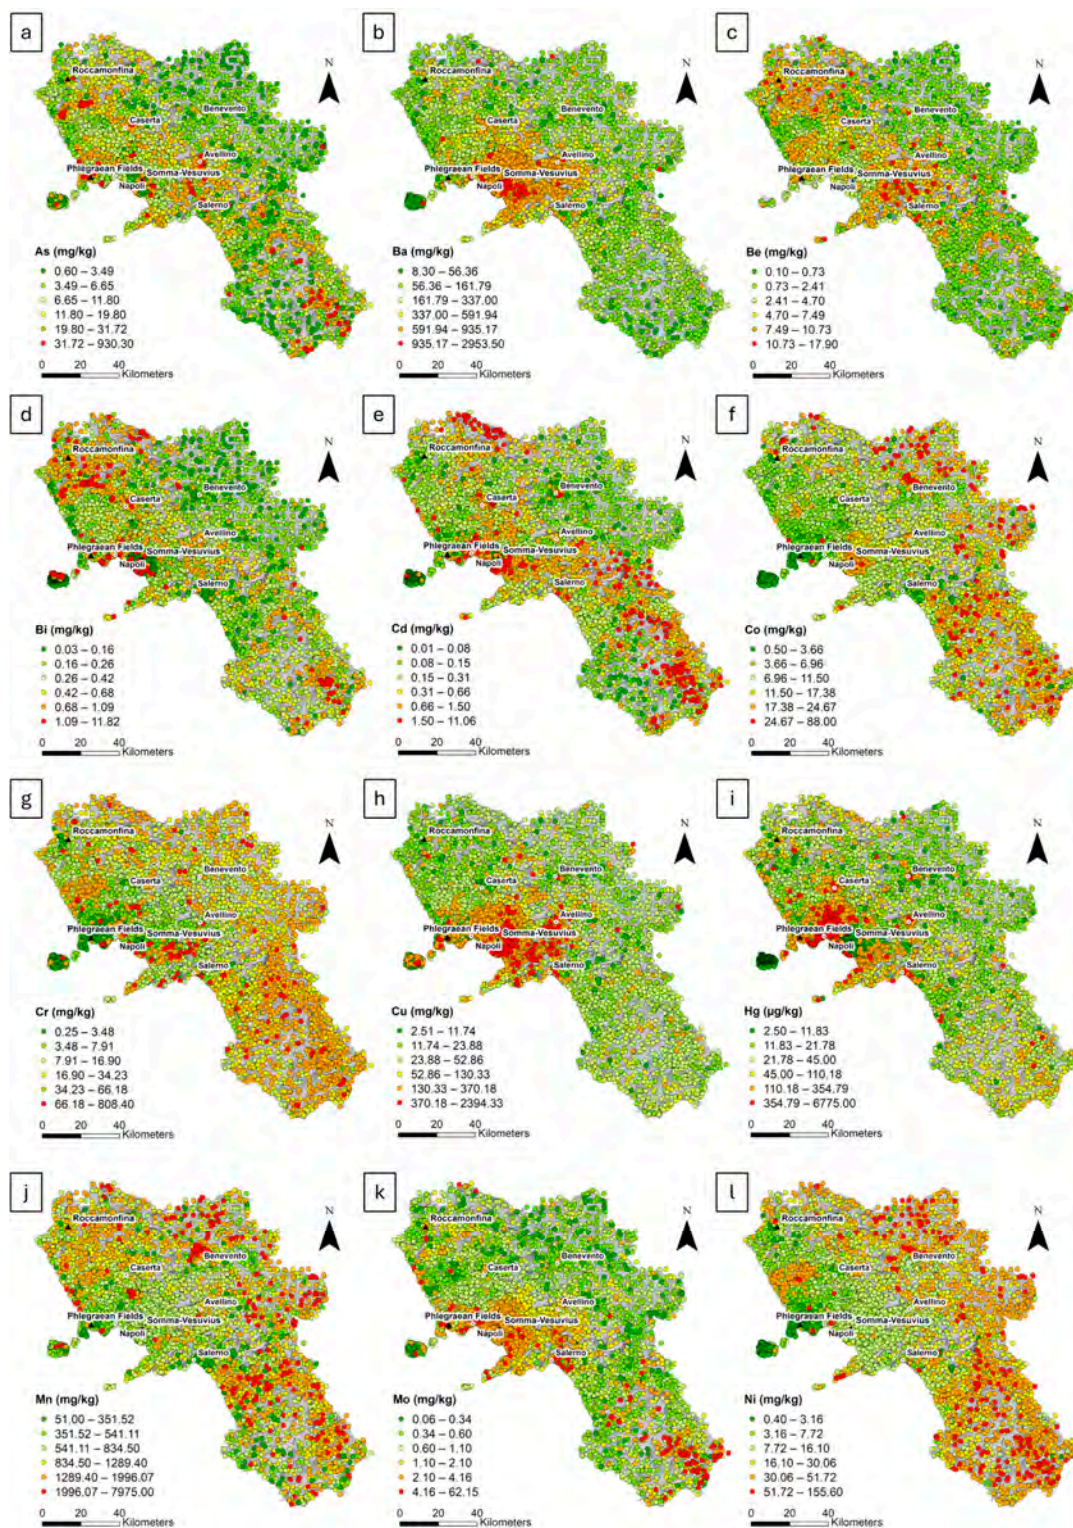 a
N
Roccamonfina
Benevento
Caserta
Avellino
Phlegraean Fields Somma-Vesuvius
Napoli
Salerno
As (mg/kg)
0.60 – 3.49
3.49 – 6.65
6.65 – 11.80
11.80 – 19.80
19.80 – 31.72
31.72 – 930.30
0 20 40
Kilometers
b
N
Roccamonfina
Benevento
Caserta
Avellino
Phlegraean Fields Somma-Vesuvius
Napoli
Salerno
Ba (mg/kg)
8.30 – 56.36
56.36 – 161.79
161.79 – 337.00
337.00 – 591.94
591.94 – 935.17
935.17 – 2953.50
0 20 40
Kilometers
c
N
Roccamonfina
Benevento
Caserta
Avellino
Phlegraean Fields Somma-Vesuvius
Napoli
Salerno
Be (mg/kg)
0.10 – 0.73
0.73 – 2.41
2.41 – 4.70
4.70 – 7.49
7.49 – 10.73
10.73 – 17.90
0 20 40
Kilometers
d
N
Roccamonfina
Benevento
Caserta
Avellino
Phlegraean Fields Somma-Vesuvius
Napoli
Salerno
Bi (mg/kg)
0.03 – 0.16
0.16 – 0.26
0.26 – 0.42
0.42 – 0.68
0.68 – 1.09
1.09 – 11.82
0 20 40
Kilometers
e
N
Roccamonfina
Benevento
Caserta
Avellino
Phlegraean Fields Somma-Vesuvius
Napoli
Salerno
Cd (mg/kg)
0.01 – 0.08
0.08 – 0.15
0.15 – 0.31
0.31 – 0.66
0.66 – 1.50
1.50 – 11.06
0 20 40
Kilometers
f
N
Roccamonfina
Benevento
Caserta
Avellino
Phlegraean Fields Somma-Vesuvius
Napoli
Salerno
Co (mg/kg)
0.50 – 3.66
3.66 – 6.96
6.96 – 11.50
11.50 – 17.38
17.38 – 24.67
24.67 – 88.00
0 20 40
Kilometers
g
N
Roccamonfina
Benevento
Caserta
Avellino
Phlegraean Fields Somma-Vesuvius
Napoli
Salerno
Cr (mg/kg)
0.25 – 3.48
3.48 – 7.91
7.91 – 16.90
16.90 – 34.23
34.23 – 66.18
66.18 – 808.40
0 20 40
Kilometers
h
N
Roccamonfina
Benevento
Caserta
Avellino
Phlegraean Fields Somma-Vesuvius
Napoli
Salerno
Cu (mg/kg)
2.51 – 11.74
11.74 – 23.88
23.88 – 52.86
52.86 – 130.33
130.33 – 370.18
370.18 – 2394.33
0 20 40
Kilometers
i
N
Roccamonfina
Benevento
Caserta
Avellino
Phlegraean Fields Somma-Vesuvius
Napoli
Salerno
Hg (µg/kg)
2.50 – 11.83
11.83 – 21.78
21.78 – 45.00
45.00 – 110.18
110.18 – 354.79
354.79 – 6775.00
0 20 40
Kilometers
j
N
Roccamonfina
Benevento
Caserta
Avellino
Phlegraean Fields Somma-Vesuvius
Napoli
Salerno
Mn (mg/kg)
51.00 – 351.52
351.52 – 541.11
541.11 – 834.50
834.50 – 1289.40
1289.40 – 1996.07
1996.07 – 7975.00
0 20 40
Kilometers
k
N
Roccamonfina
Benevento
Caserta
Avellino
Phlegraean Fields Somma-Vesuvius
Napoli
Salerno
Mo (mg/kg)
0.06 – 0.34
0.34 – 0.60
0.60 – 1.10
1.10 – 2.10
2.10 – 4.16
4.16 – 62.15
0 20 40
Kilometers
l
N
Roccamonfina
Benevento
Caserta
Avellino
Phlegraean Fields Somma-Vesuvius
Napoli
Salerno
Ni (mg/kg)
0.40 – 3.16
3.16 – 7.72
7.72 – 16.10
16.10 – 30.06
30.06 – 51.72
51.72 – 155.60
0 20 40
Kilometers